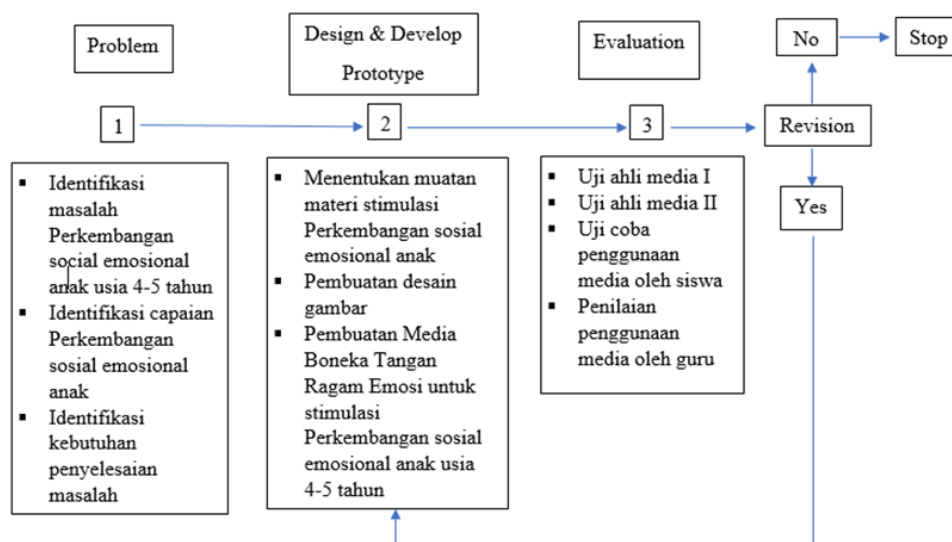 Problem
Design & Develop
Prototype
Evaluation
No
Stop
1
2
3
Revision
Yes
▪ Identifikasi
masalah
Perkembangan
social emosional
anak usia 4-5 tahun
▪ Identifikasi capaian
Perkembangan
sosial emosional
anak
▪ Identifikasi
kebutuhan
penyelesaian
masalah
▪ Menentukan muatan
materi stimulasi
Perkembangan sosial
emosional anak
▪ Pembuatan desain
gambar
▪ Pembuatan Media
Boneka Tangan
Ragam Emosi untuk
stimulasi
Perkembangan sosial
emosional anak usia
4-5 tahun
▪ Uji ahli media I
▪ Uji ahli media II
▪ Uji coba
penggunaan
media oleh siswa
▪ Penilaian
penggunaan
media oleh guru